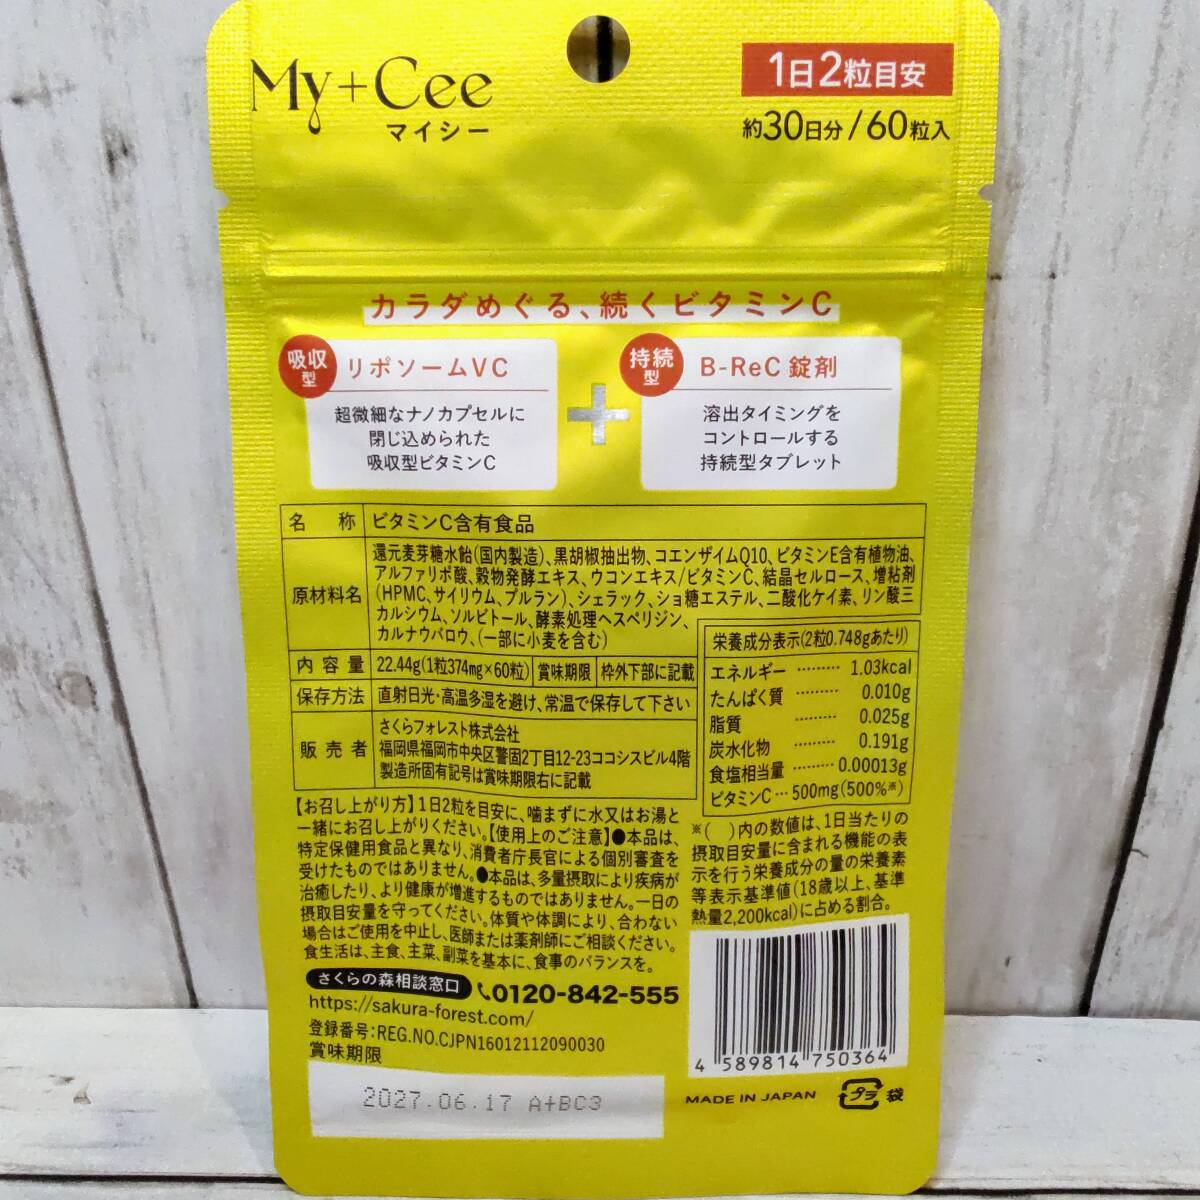 My+Cee
マイシー
1日2粒目安
約30日分/60粒入
カラダめぐる、続くビタミンC
吸収型
リポソームVC
超微細なナノカプセルに
閉じ込められた
吸収型ビタミンC
持続型
B-ReC 錠剤
溶出タイミングを
コントロールする
持続型タブレット
名称 ビタミンC含有食品
原材料名
還元麦芽糖水飴(国内製造)、黒胡椒抽出物、コエンザイムQ10、ビタミンE含有植物油、
アルファリポ酸、穀物発酵エキス、ウコンエキス/ビタミンC、結晶セルロース、増粘剤
(HPMC、サイリウム、プルラン)、シェラック、ショ糖エステル、二酸化ケイ素、リン酸三
カルシウム、ソルビトール、酵素処理ヘスペリジン、
カルナウバロウ、(一部に小麦を含む)
内容量 22.44g(1粒374mg×60粒) 賞味期限 枠外下部に記載
保存方法 直射日光・高温多湿を避け、常温で保存して下さい
販売者
さくらフォレスト株式会社
福岡県福岡市中央区警固2丁目12-23ココシスビル4階
製造所固有記号は賞味期限右に記載
栄養成分表示(2粒0.748gあたり)
エネルギー ……… 1.03kcal
たんぱく質 ……… 0.010g
脂質 ……… 0.025g
炭水化物 ……… 0.191g
食塩相当量 ……… 0.00013g
ビタミンC … 500mg(500%※)
【お召し上がり方】1日2粒を目安に、噛まずに水又はお湯と
一緒にお召し上がりください。【使用上のご注意】●本品は、
特定保健用食品と異なり、消費者庁長官による個別審査を
受けたものではありません。●本品は、多量摂取により疾病が
治癒したり、より健康が増進するものではありません。一日の
摂取目安量を守ってください。体質や体調により、合わない
場合はご使用を中止し、医師または薬剤師にご相談ください。
食生活は、主食、主菜、副菜を基本に、食事のバランスを。
※( )内の数値は、1日当たりの
摂取目安量に含まれる機能の表
示を行う栄養成分の量の栄養素
等表示基準値(18歳以上、基準
熱量2,200kcal)に占める割合。
さくらの森相談窓口 0120-842-555
https://sakura-forest.com/
登録番号:REG.NO.CJPN16012112090030
賞味期限
2027.06.17 A+BC3
4 589814 750364
MADE IN JAPAN プラ 袋